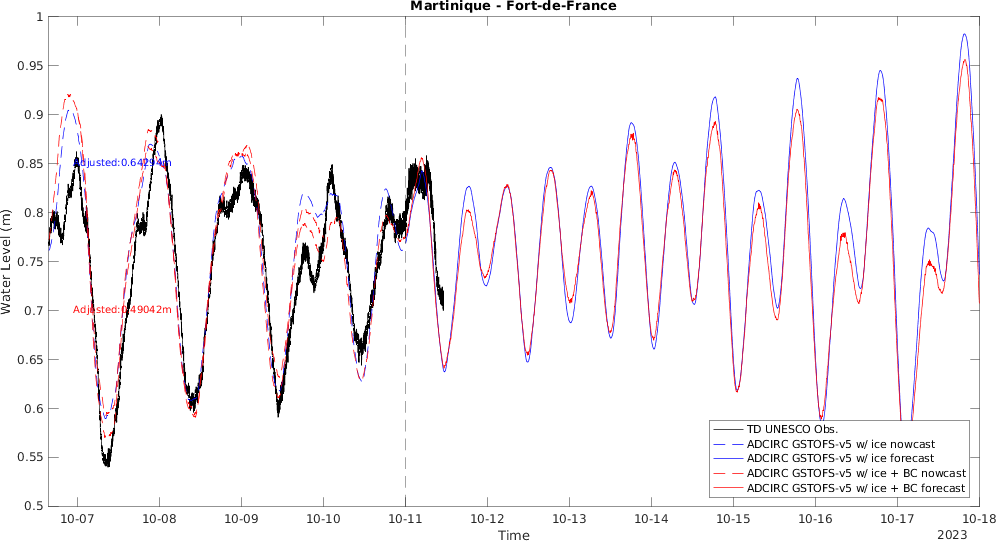 Martinique - Fort-de-France
Water Level (m)
1
0.95
0.9
0.85
0.8
0.75
0.7
0.65
0.6
0.55
0.5
Adjusted:0.64294m
Adjusted:0.49042m
TD UNESCO Obs.
ADCIRC GSTOFS-v5 w/ ice nowcast
ADCIRC GSTOFS-v5 w/ ice forecast
ADCIRC GSTOFS-v5 w/ ice + BC nowcast
ADCIRC GSTOFS-v5 w/ ice + BC forecast
10-07 10-08 10-09 10-10 10-11 10-12 10-13 10-14 10-15 10-16 10-17 10-18
Time
2023